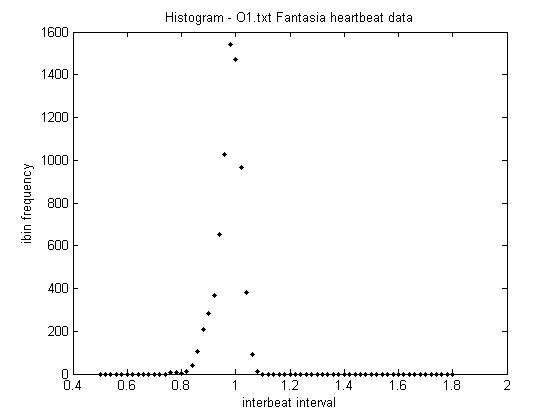 Histogram - O1.txt Fantasia heartbeat data
1600
1400
1200
1000
800
600
400
200
0
ibin frequency
0.4 0.6 0.8 1 1.2 1.4 1.6 1.8 2
interbeat interval